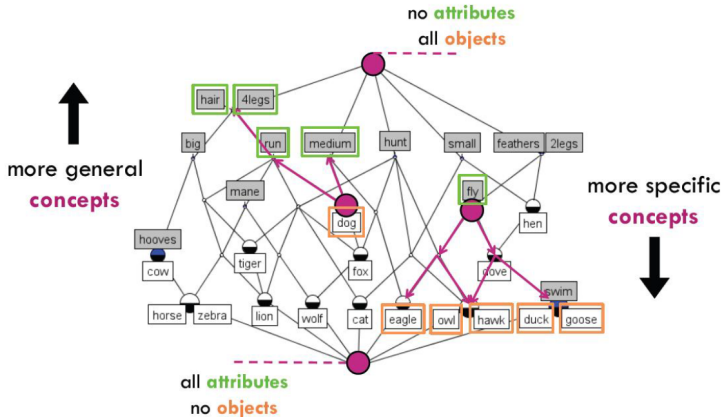 no attributes
all objects
hair 4legs
big run medium hunt small feathers 2legs
more general
concepts
more specific
concepts
mane fly
dog hen
hooves
cow tiger fox dove
swim
horse zebra lion wolf cat eagle owl hawk duck goose
all attributes
no objects